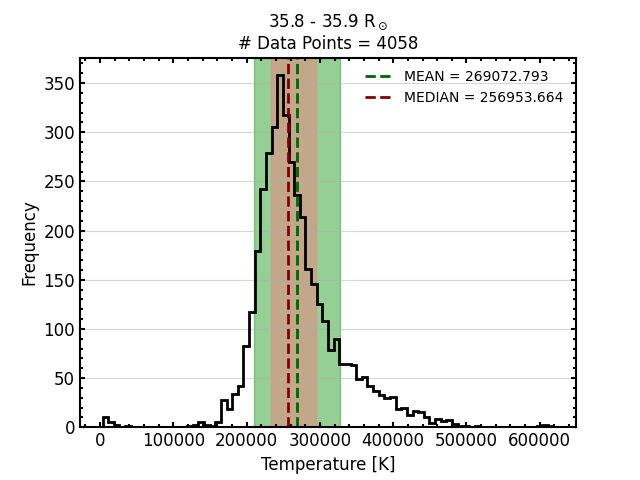 35.8 - 35.9 R⊙
# Data Points = 4058
MEAN = 269072.793
MEDIAN = 256953.664
350
300
250
200
150
100
50
0
Frequency
0 100000 200000 300000 400000 500000 600000
Temperature [K]